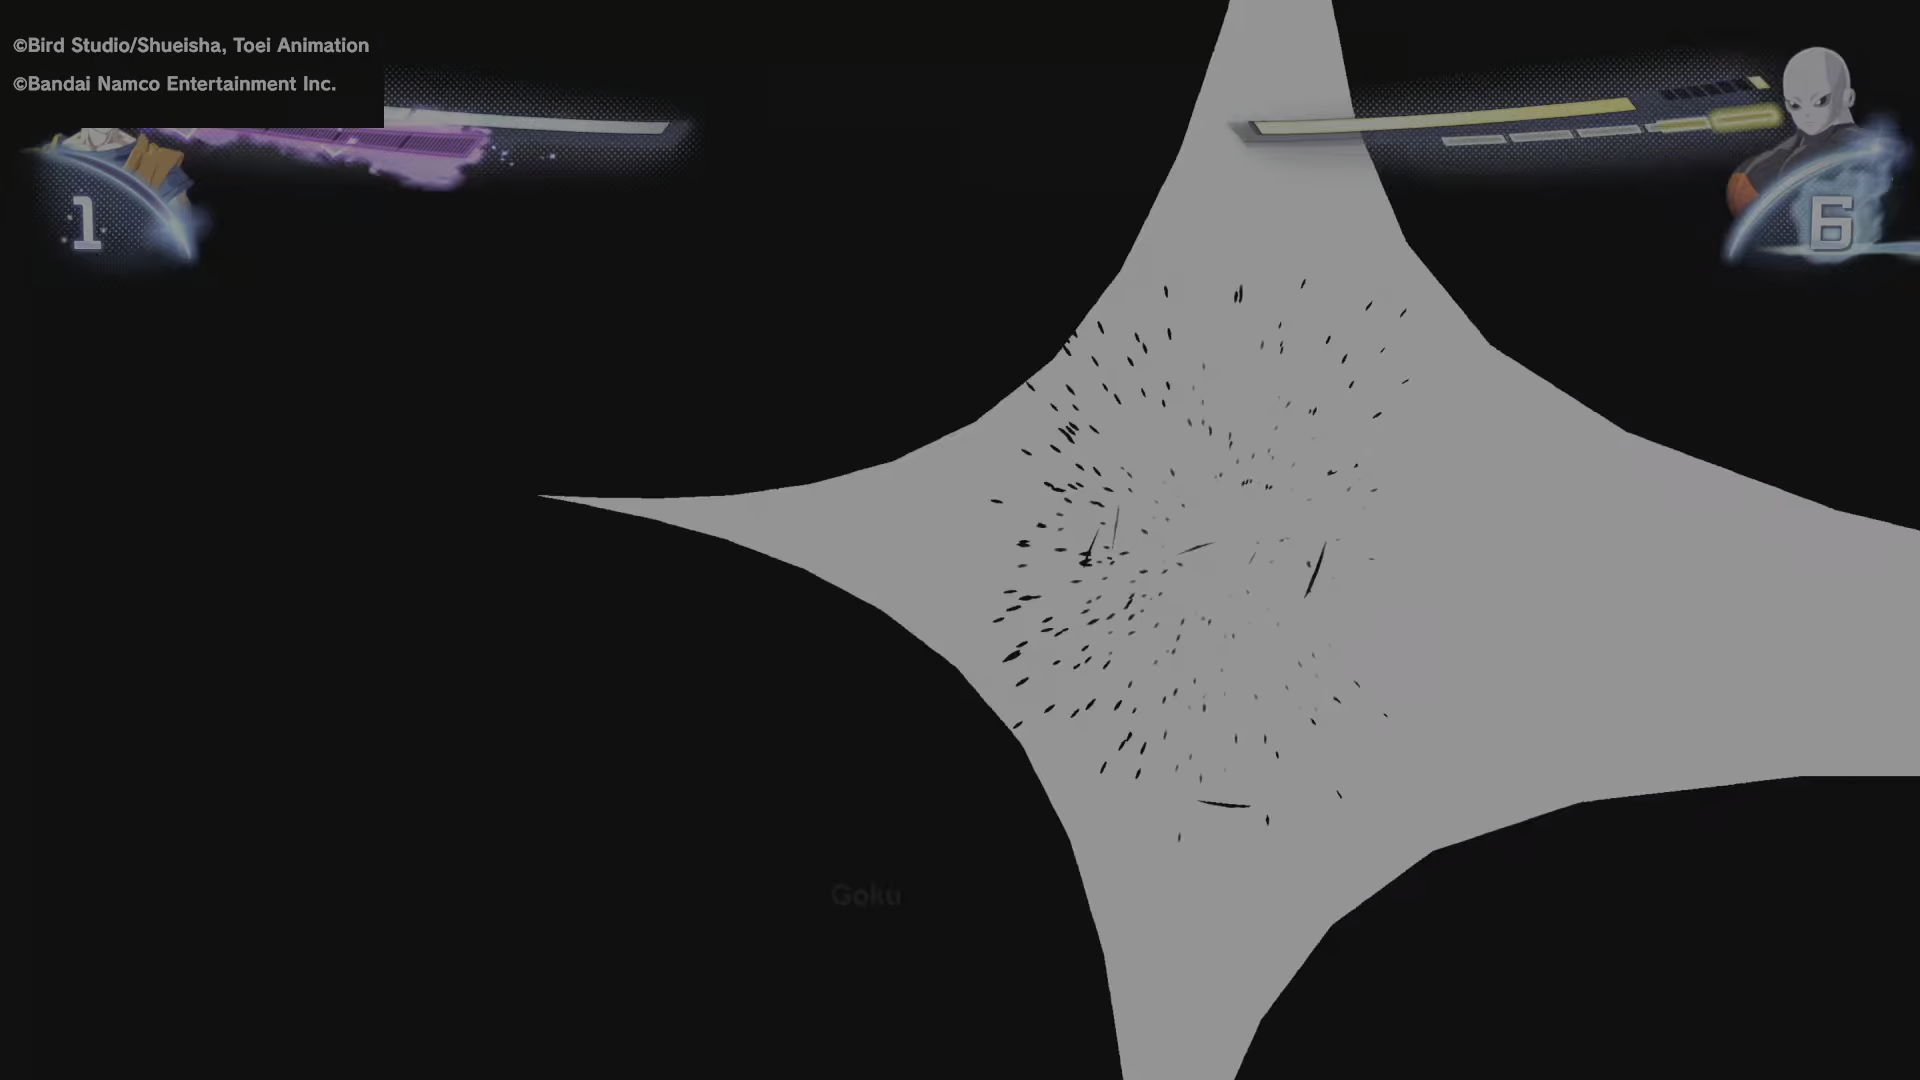 ©Bird Studio/Shueisha, Toei Animation
©Bandai Namco Entertainment Inc.
1
6
Goku